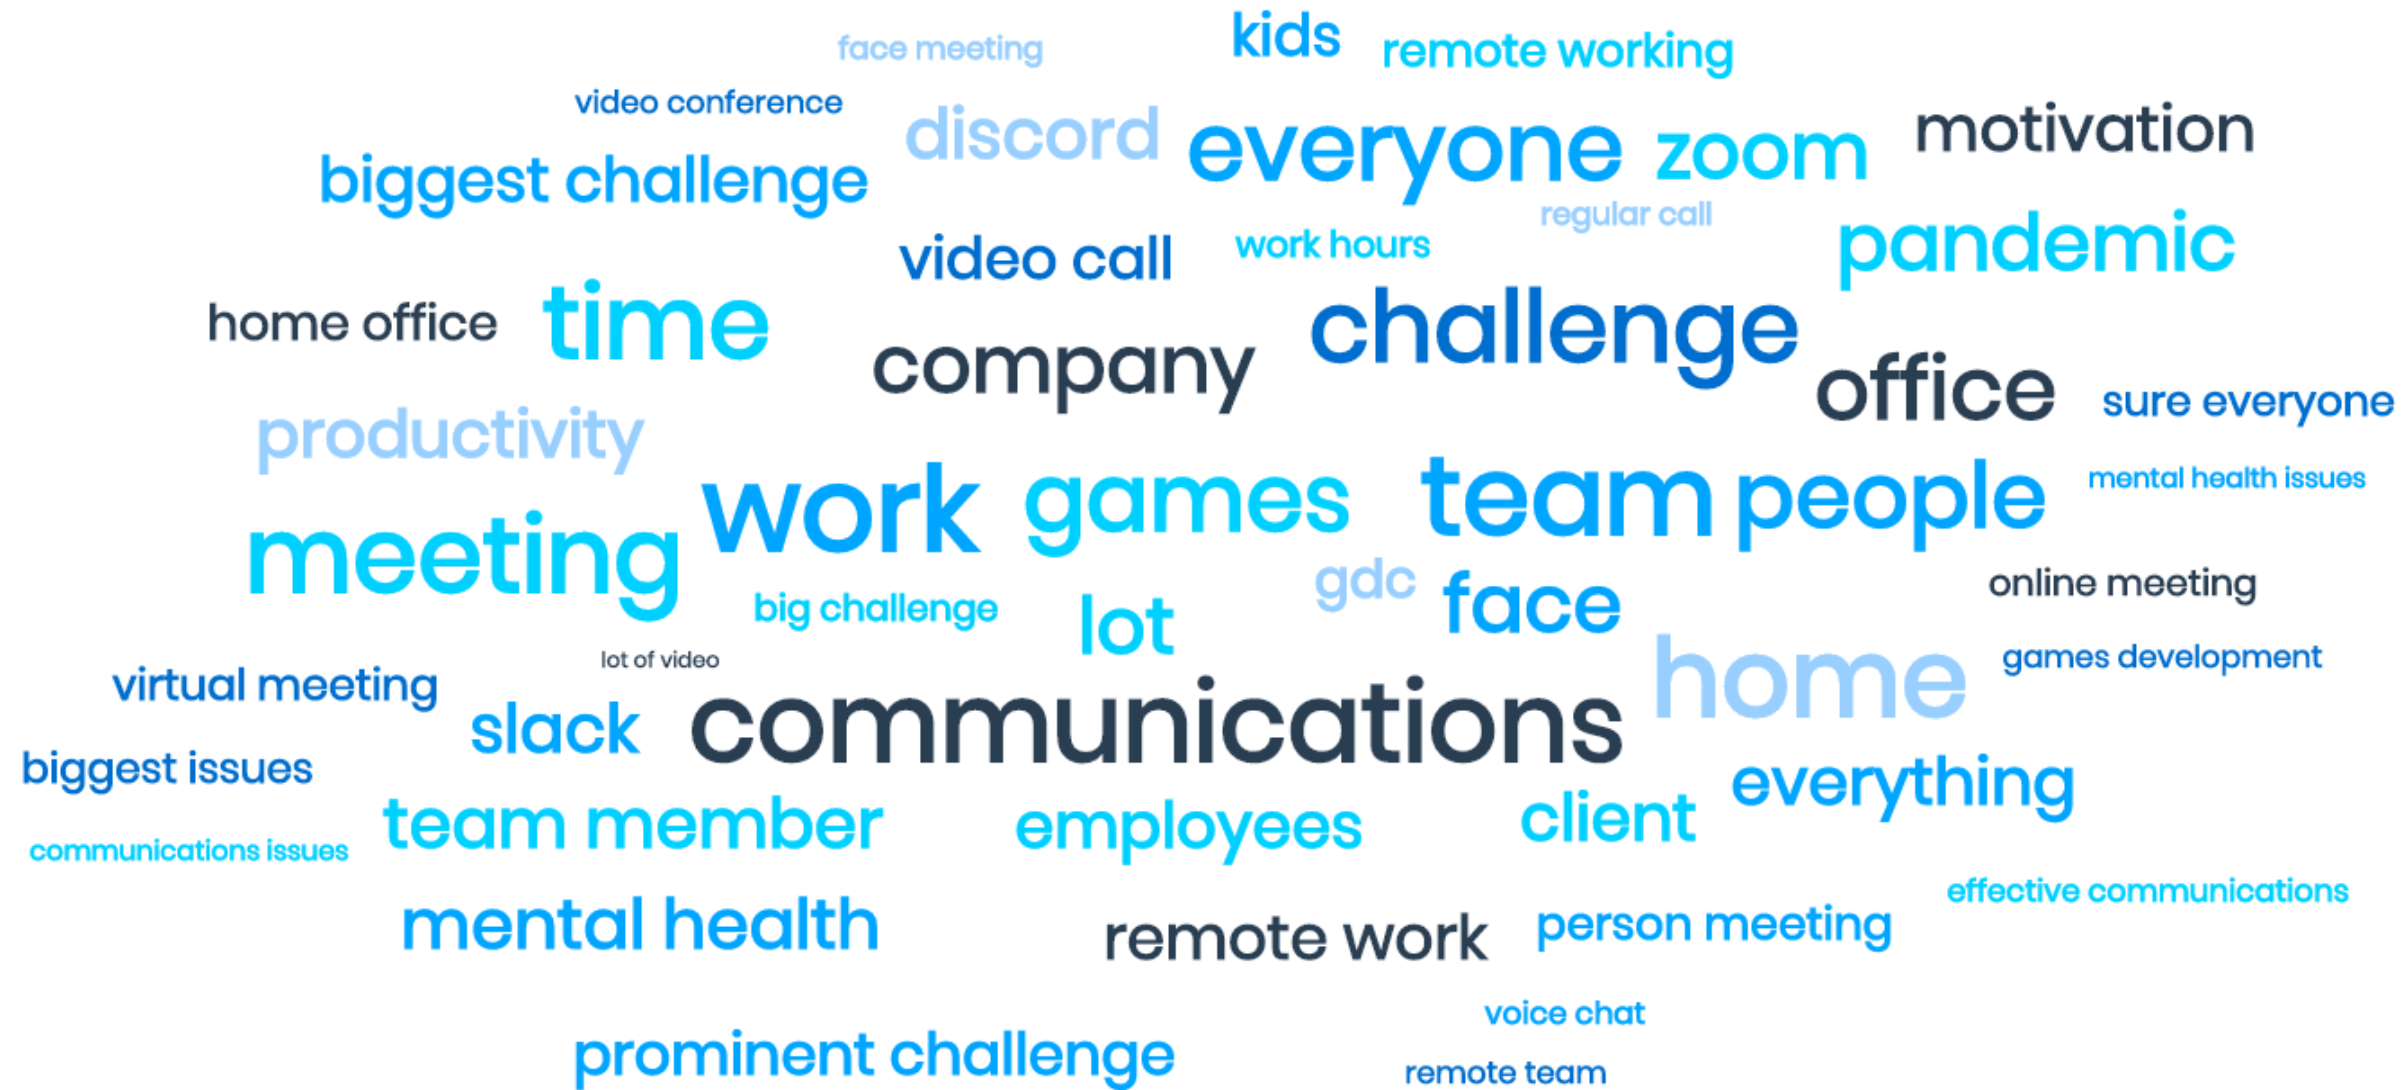 face meeting
kids
remote working
video conference
discord
everyone
zoom
motivation
biggest challenge
regular call
video call
work hours
pandemic
home office
time
company
challenge
office
sure everyone
productivity
work
games
team
people
mental health issues
meeting
big challenge
lot
gdc
face
online meeting
virtual meeting
lot of video
home
games development
slack
communications
biggest issues
everything
communications issues
team member
employees
client
effective communications
mental health
remote work
person meeting
voice chat
prominent challenge
remote team